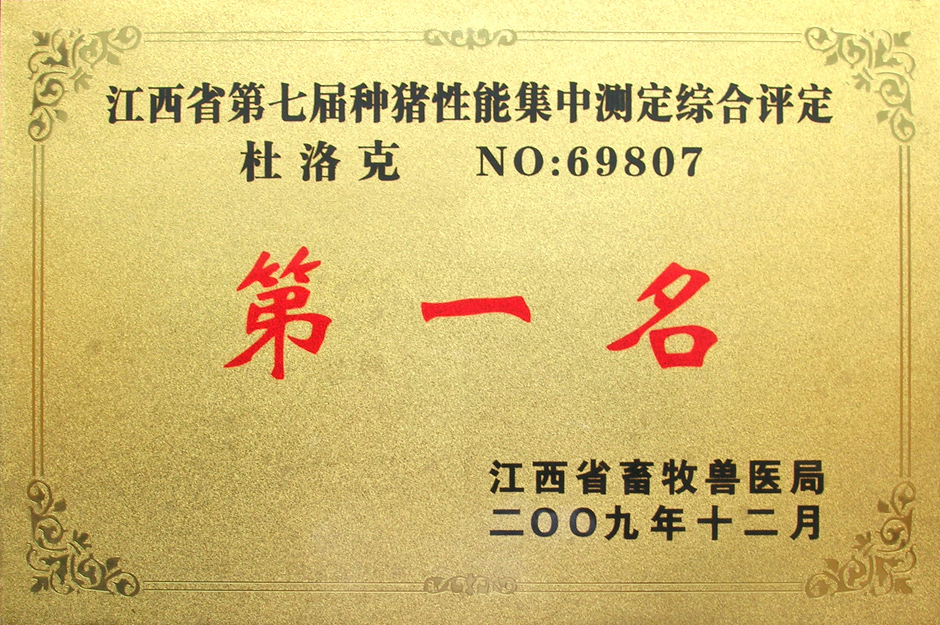 江西省第七届种猪性能集中测定综合评定
杜洛克 NO:69807
第一名
江西省畜牧兽医局
二〇〇九年十二月